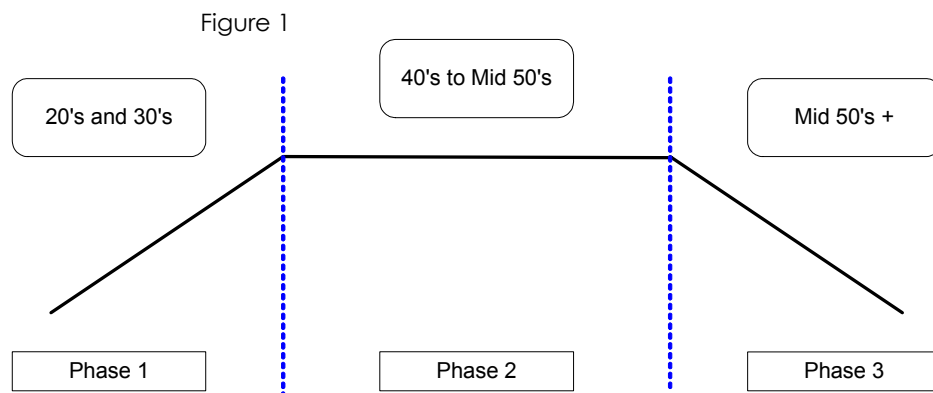 Figure 1
20's and 30's
40's to Mid 50's
Mid 50's +
Phase 1
Phase 2
Phase 3